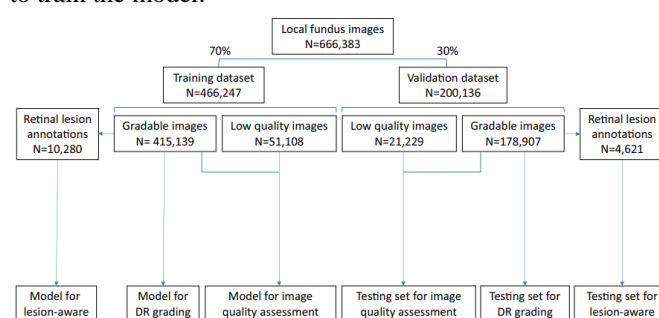 to train the model.
Local fundus images
N=666,383
70%
30%
Training dataset
N=466,247
Validation dataset
N=200,136
Retinal lesion
annotations
N=10,280
Gradable images
N= 415,139
Low quality images
N=51,108
Low quality images
N=21,229
Gradable images
N=178,907
Retinal lesion
annotations
N=4,621
Model for
lesion-aware
Model for
DR grading
Model for image
quality assessment
Testing set for image
quality assessment
Testing set for
DR grading
Testing set for
lesion-aware